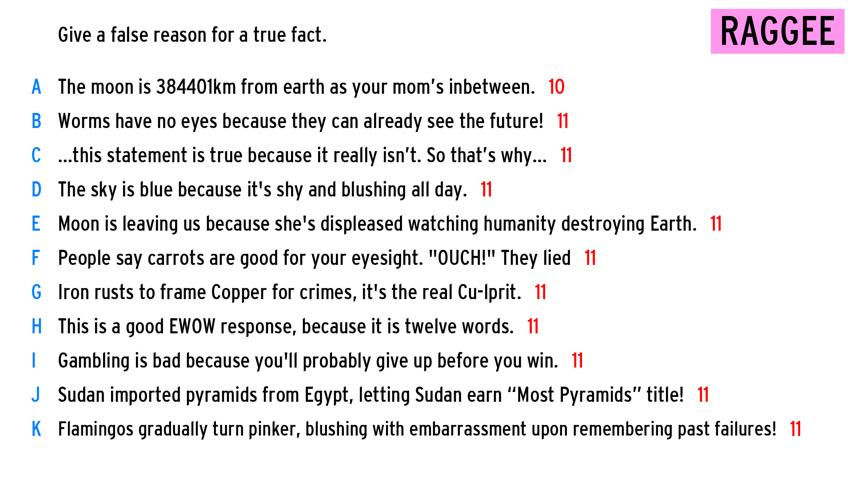 Give a false reason for a true fact.
RAGGEE
A The moon is 384401km from earth as your mom’s inbetween. 10
B Worms have no eyes because they can already see the future! 11
C ...this statement is true because it really isn’t. So that’s why... 11
D The sky is blue because it's shy and blushing all day. 11
E Moon is leaving us because she's displeased watching humanity destroying Earth. 11
F People say carrots are good for your eyesight. "OUCH!" They lied 11
G Iron rusts to frame Copper for crimes, it's the real Cu-lprit. 11
H This is a good EWOW response, because it is twelve words. 11
I Gambling is bad because you'll probably give up before you win. 11
J Sudan imported pyramids from Egypt, letting Sudan earn “Most Pyramids” title! 11
K Flamingos gradually turn pinker, blushing with embarrassment upon remembering past failures! 11